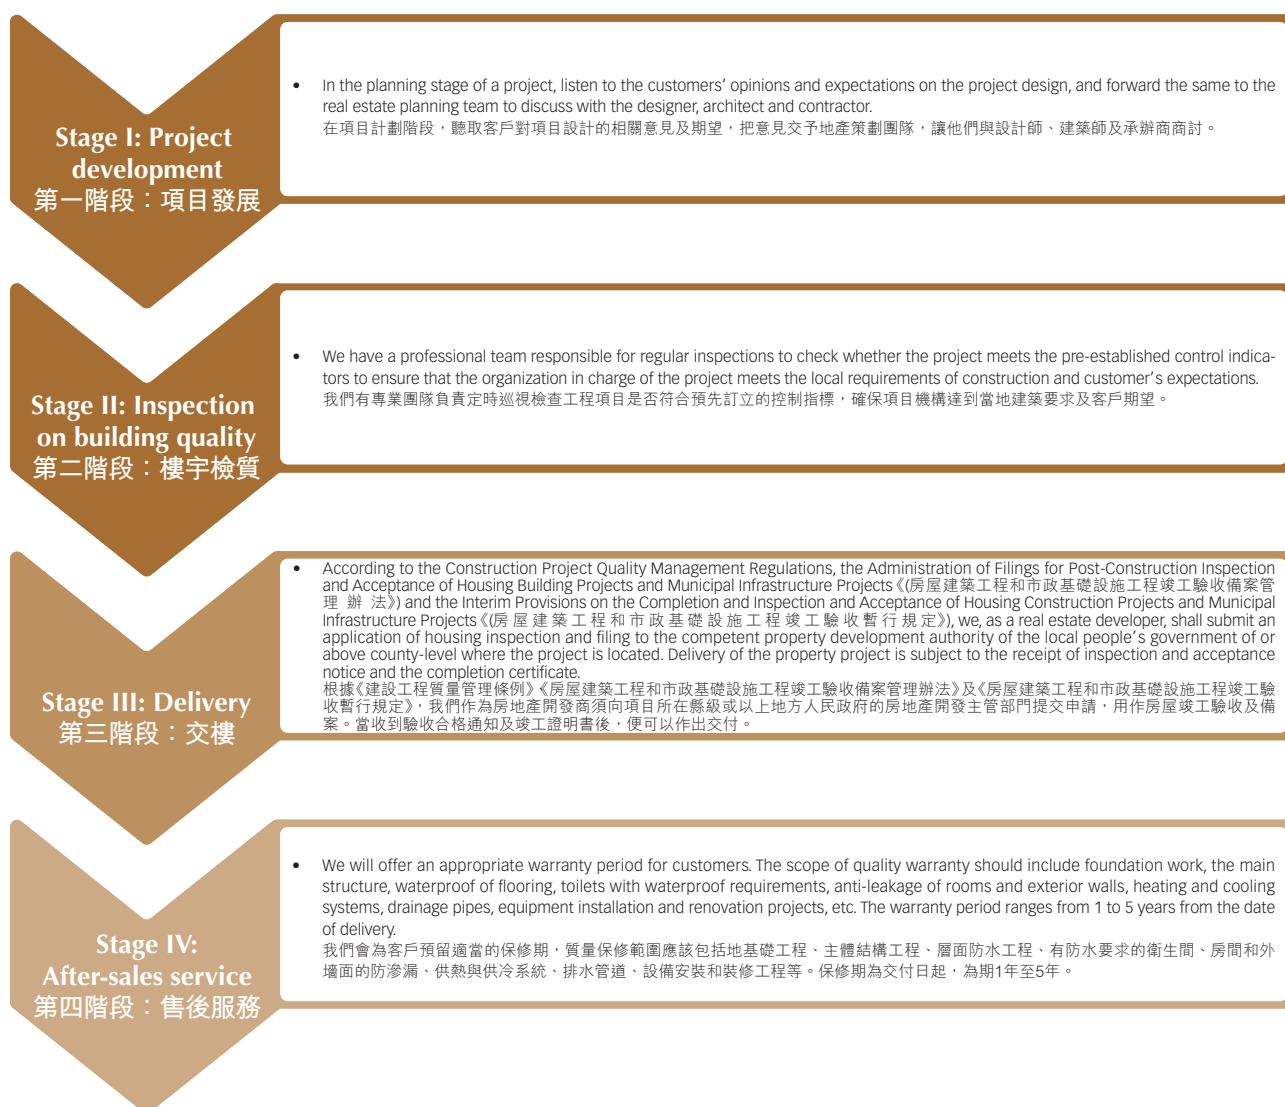 Stage I: Project
development
第一階段：項目發展
• In the planning stage of a project, listen to the customers’ opinions and expectations on the project design, and forward the same to the
real estate planning team to discuss with the designer, architect and contractor.
在項目計劃階段，聽取客戶對項目設計的相關意見及期望，把意見交予地產策劃團隊，讓他們與設計師、建築師及承辦商商討。
Stage II: Inspection
on building quality
第二階段：樓宇檢質
• We have a professional team responsible for regular inspections to check whether the project meets the pre-established control indica-
tors to ensure that the organization in charge of the project meets the local requirements of construction and customer’s expectations.
我們有專業團隊負責定時巡視檢查工程項目是否符合預先訂立的控制指標，確保項目機構達到當地建築要求及客戶期望。
Stage III: Delivery
第三階段：交樓
• According to the Construction Project Quality Management Regulations, the Administration of Filings for Post-Construction Inspection
and Acceptance of Housing Building Projects and Municipal Infrastructure Projects《(房屋建築工程和市政基礎設施工程竣工驗收備案管
理 辦 法》) and the Interim Provisions on the Completion and Inspection and Acceptance of Housing Construction Projects and Municipal
Infrastructure Projects《(房屋建築工程和市政基礎設施工程竣工驗收暫行規定》), we, as a real estate developer, shall submit an
application of housing inspection and filing to the competent property development authority of the local people’s government of or
above county-level where the project is located. Delivery of the property project is subject to the receipt of inspection and acceptance
notice and the completion certificate.
根據《建設工程質量管理條例》《房屋建築工程和市政基礎設施工程竣工驗收備案管理辦法》及《房屋建築工程和市政基礎設施工程竣工驗
收暫行規定》，我們作為房地產開發商須向項目所在縣級或以上地方人民政府的房地產開發主管部門提交申請，用作房屋竣工驗收及備
案。當收到驗收合格通知及竣工證明書後，便可以作出交付。
Stage IV:
After-sales service
第四階段：售後服務
• We will offer an appropriate warranty period for customers. The scope of quality warranty should include foundation work, the main
structure, waterproof of flooring, toilets with waterproof requirements, anti-leakage of rooms and exterior walls, heating and cooling
systems, drainage pipes, equipment installation and renovation projects, etc. The warranty period ranges from 1 to 5 years from the date
of delivery.
我們會為客戶預留適當的保修期，質量保修範圍應該包括地基礎工程、主體結構工程、層面防水工程、有防水要求的衛生間、房間和外
墻面的防滲漏、供熱與供冷系統、排水管道、設備安裝和裝修工程等。保修期為交付日起，為期1年至5年。